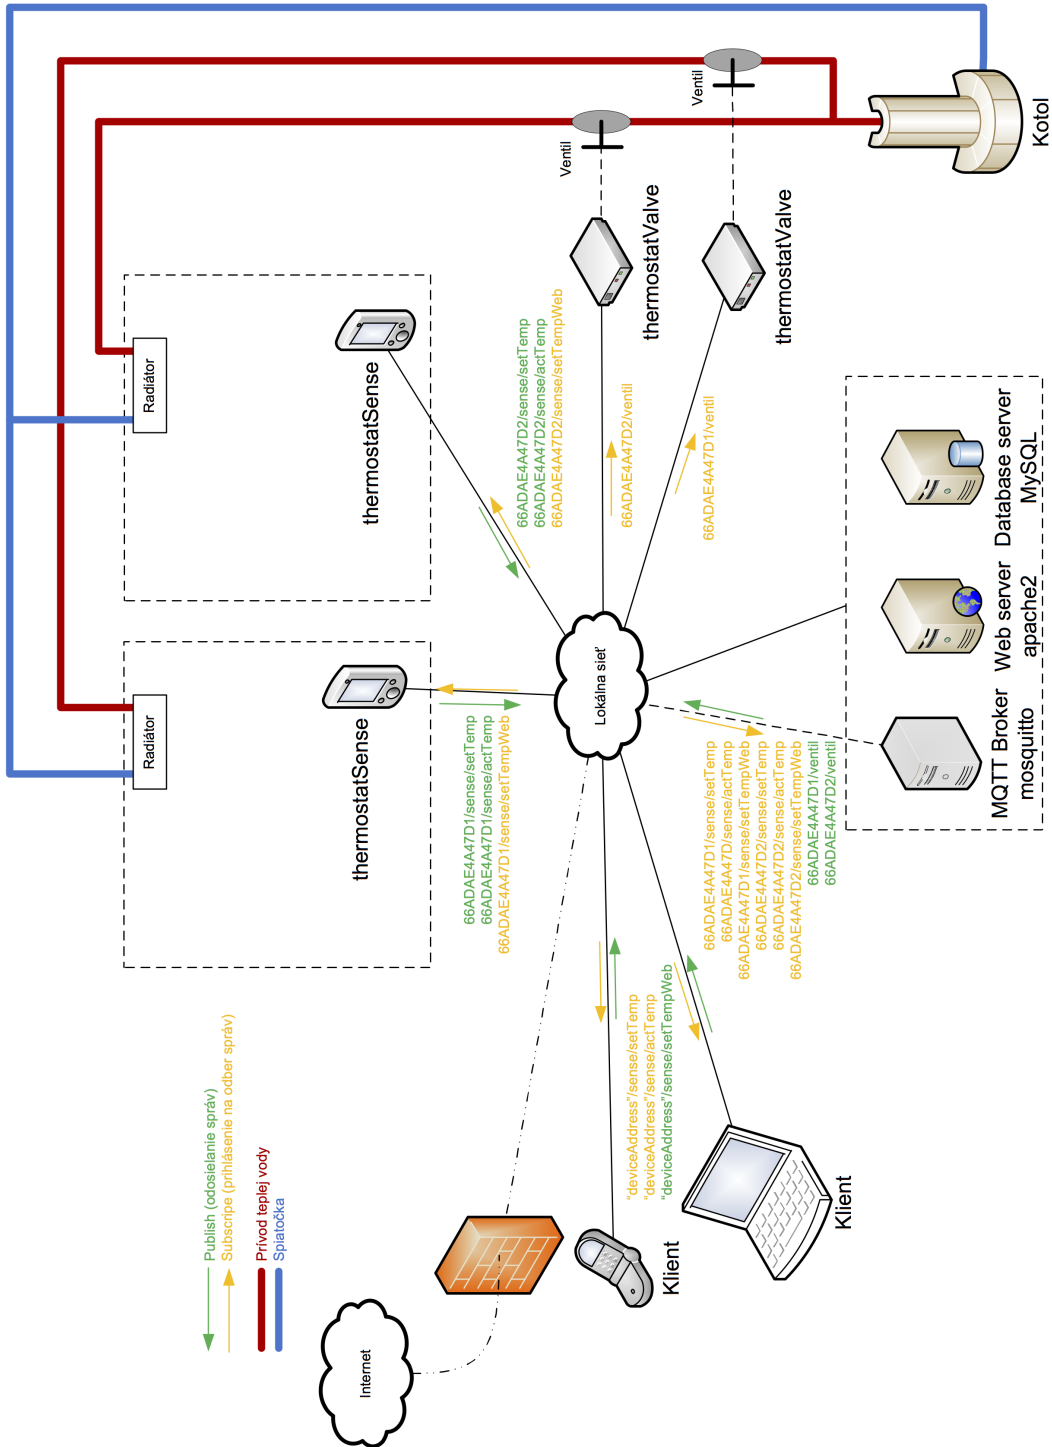 Radiátor
Radiátor
Publish (odosielanie správ)
Subscripe (prihlásenie na odber správ)
Prívod teplej vody
Spiatočka
Internet
thermostatSense
thermostatSense
66ADAE4A47D1/sense/setTemp
66ADAE4A47D1/sense/actTemp
66ADAE4A47D1/sense/setTempWeb
66ADAE4A47D2/sense/setTemp
66ADAE4A47D2/sense/actTemp
66ADAE4A47D2/sense/setTempWeb
Ventil
Lokálna sieť
66ADAE4A47D2/ventil
thermostatValve
"deviceAddress"/sense/setTemp
"deviceAddress"/sense/actTemp
"deviceAddress"/sense/setTempWeb
Klient
Ventil
66ADAE4A47D1/ventil
thermostatValve
66ADAE4A47D1/sense/setTemp
66ADAE4A47D/sense/actTemp
66ADAE4A47D1/sense/setTempWeb
66ADAE4A47D2/sense/setTemp
66ADAE4A47D2/sense/actTemp
66ADAE4A47D2/sense/setTempWeb
66ADAE4A47D1/ventil
66ADAE4A47D2/ventil
Klient
MQTT Broker
mosquitto
Web server
apache2
Database server
MySQL
Kotol